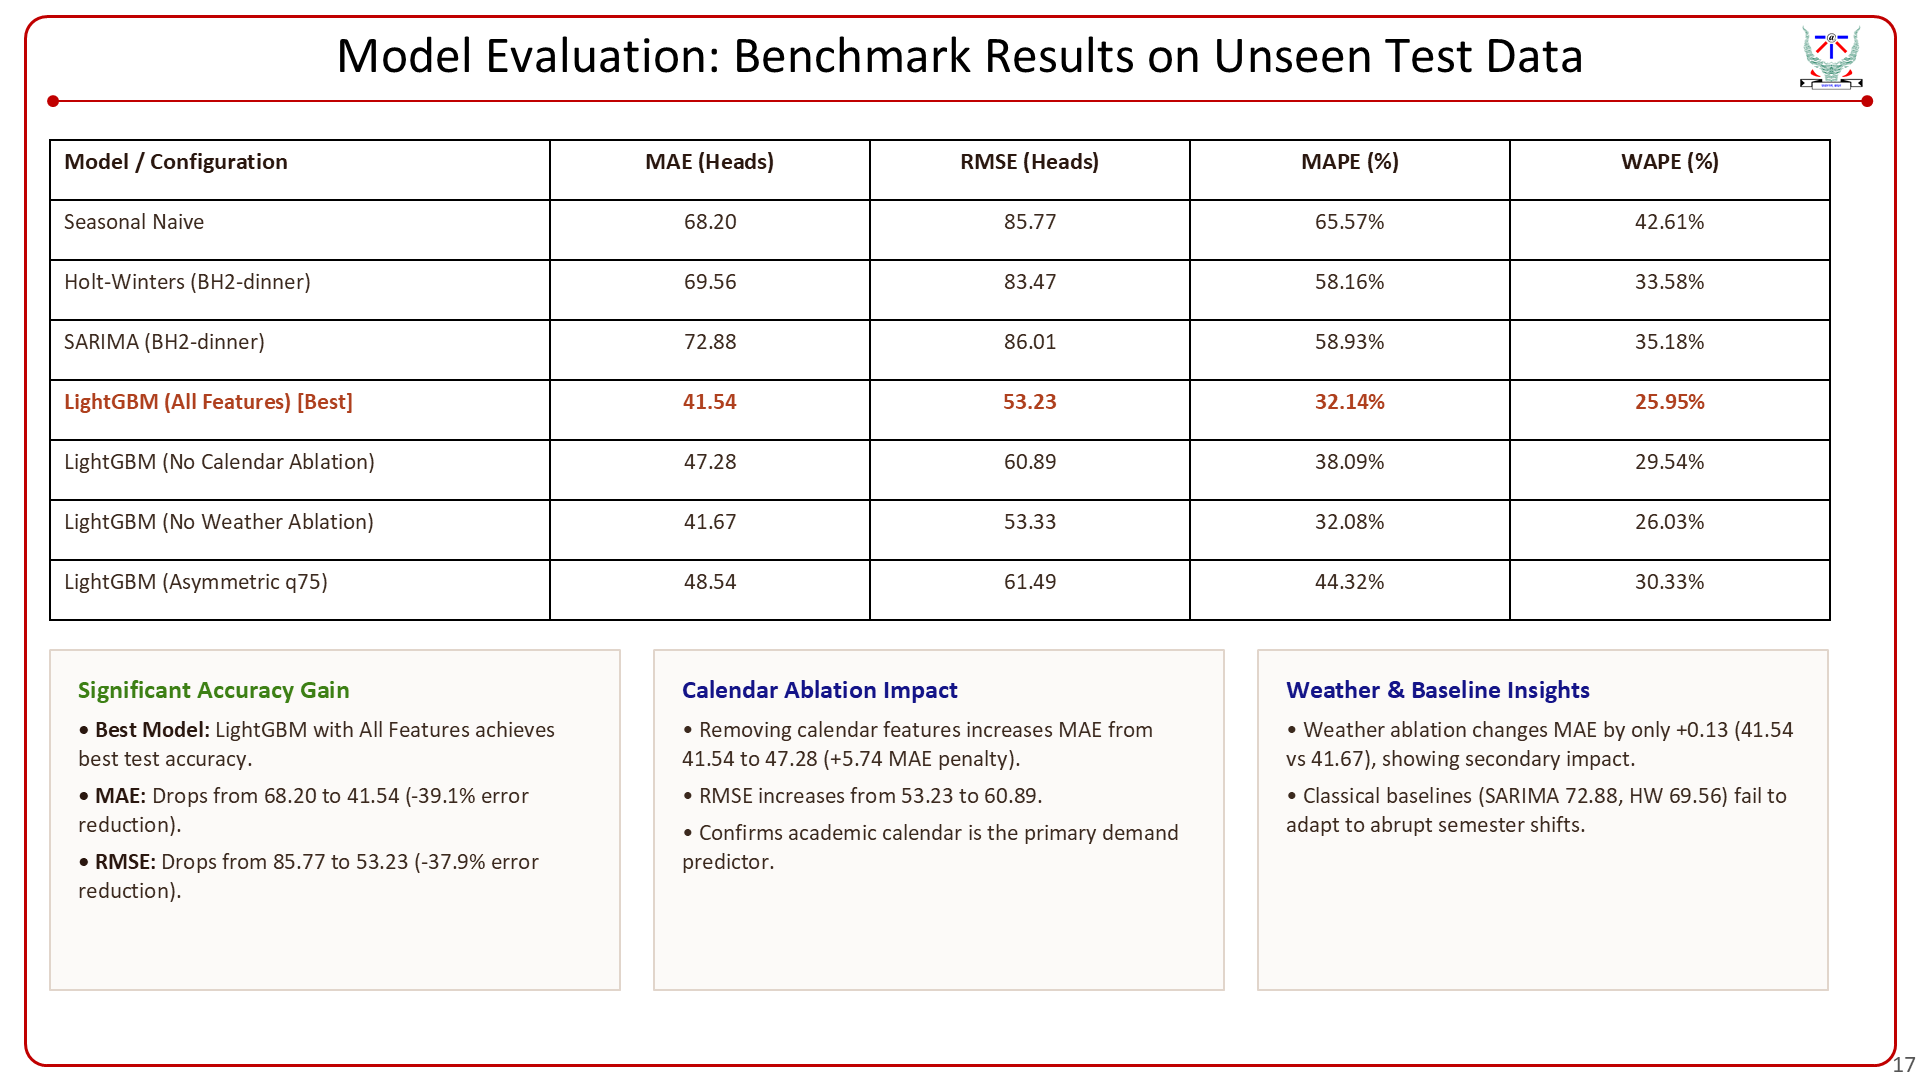 Model Evaluation: Benchmark Results on Unseen Test Data
Model / Configuration MAE (Heads) RMSE (Heads) MAPE (%) WAPE (%)
Seasonal Naive 68.20 85.77 65.57% 42.61%
Holt-Winters (BH2-dinner) 69.56 83.47 58.16% 33.58%
SARIMA (BH2-dinner) 72.88 86.01 58.93% 35.18%
LightGBM (All Features) [Best] 41.54 53.23 32.14% 25.95%
LightGBM (No Calendar Ablation) 47.28 60.89 38.09% 29.54%
LightGBM (No Weather Ablation) 41.67 53.33 32.08% 26.03%
LightGBM (Asymmetric q75) 48.54 61.49 44.32% 30.33%
Significant Accuracy Gain
• Best Model: LightGBM with All Features achieves
best test accuracy.
• MAE: Drops from 68.20 to 41.54 (-39.1% error
reduction).
• RMSE: Drops from 85.77 to 53.23 (-37.9% error
reduction).
Calendar Ablation Impact
• Removing calendar features increases MAE from
41.54 to 47.28 (+5.74 MAE penalty).
• RMSE increases from 53.23 to 60.89.
• Confirms academic calendar is the primary demand
predictor.
Weather & Baseline Insights
• Weather ablation changes MAE by only +0.13 (41.54
vs 41.67), showing secondary impact.
• Classical baselines (SARIMA 72.88, HW 69.56) fail to
adapt to abrupt semester shifts.
17